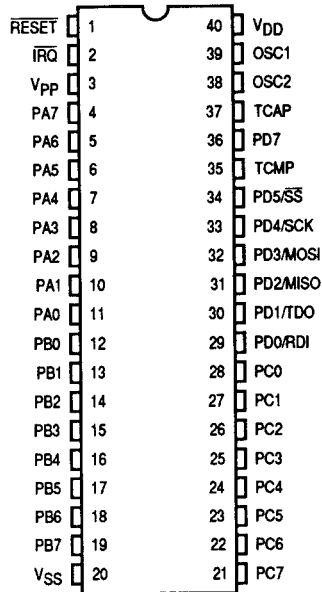 RESET 1 40 VDD
IRQ 2 39 OSC1
VPP 3 38 OSC2
PA7 4 37 TCAP
PA6 5 36 PD7
PA5 6 35 TCMP
PA4 7 34 PD5/SS
PA3 8 33 PD4/SCK
PA2 9 32 PD3/MOSI
PA1 10 31 PD2/MISO
PA0 11 30 PD1/TDO
PB0 12 29 PD0/RDI
PB1 13 28 PC0
PB2 14 27 PC1
PB3 15 26 PC2
PB4 16 25 PC3
PB5 17 24 PC4
PB6 18 23 PC5
PB7 19 22 PC6
VSS 20 21 PC7